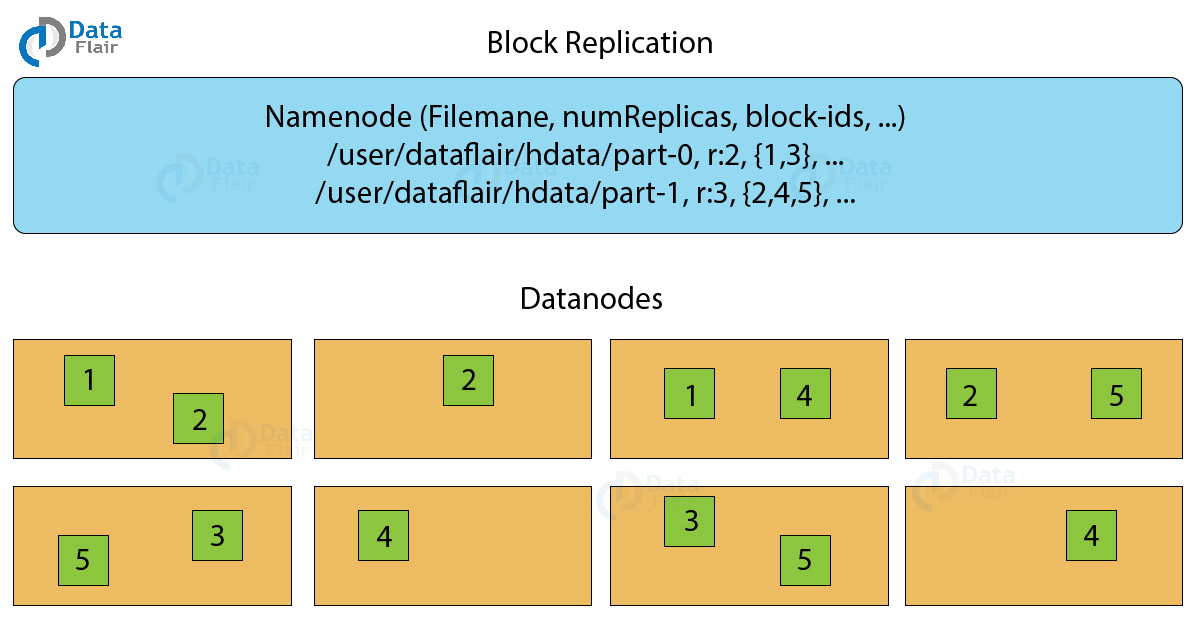 Data
Flair
Block Replication
Namenode (Filemane, numReplicas, block-ids, ...)
/user/dataflair/hdata/part-0, r:2, {1,3}, ...
/user/dataflair/hdata/part-1, r:3, {2,4,5}, ...
Data
Flair
Data
Flair
Data
Flair
Datanodes
1
2
2
1
4
2
5
Data
Flair
5
3
4
3
5
4
Data
Flair
Data
Flair